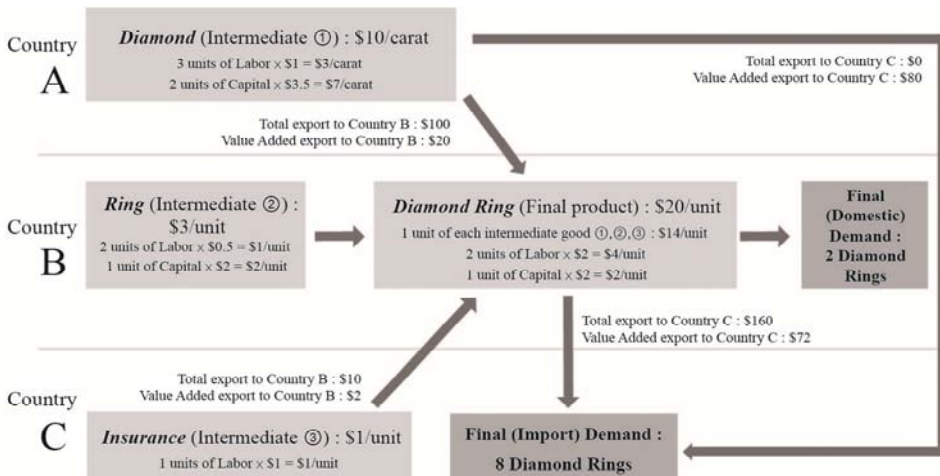 Country
A
Diamond (Intermediate ①) : $10/carat
3 units of Labor x $1 = $3/carat
2 units of Capital x $3.5 = $7/carat
Total export to Country C : $0
Value Added export to Country C : $80
Total export to Country B : $100
Value Added export to Country B : $20
Country
B
Ring (Intermediate ②) :
$3/unit
2 units of Labor x $0.5 = $1/unit
1 unit of Capital x $2 = $2/unit
Diamond Ring (Final product) : $20/unit
1 unit of each intermediate good ①,②,③ : $14/unit
2 units of Labor x $2 = $4/unit
1 unit of Capital x $2 = $2/unit
Final
(Domestic)
Demand :
2 Diamond
Rings
Total export to Country C : $160
Value Added export to Country C : $72
Total export to Country B : $10
Value Added export to Country B : $2
Country
C
Insurance (Intermediate ③) : $1/unit
1 units of Labor x $1 = $1/unit
Final (Import) Demand :
8 Diamond Rings